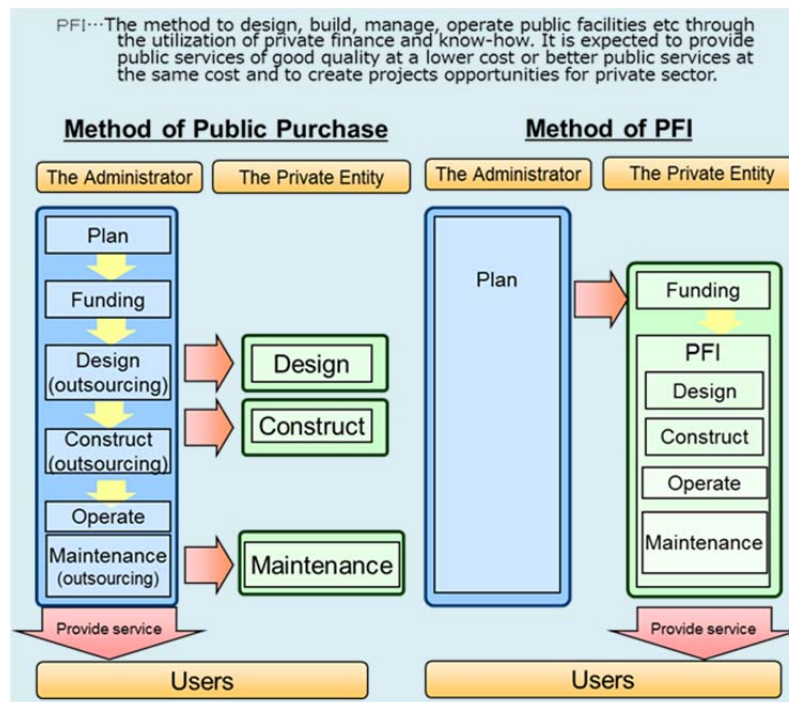 PFI…The method to design, build, manage, operate public facilities etc through
the utilization of private finance and know-how. It is expected to provide
public services of good quality at a lower cost or better public services at
the same cost and to create projects opportunities for private sector.
Method of Public Purchase
The Administrator
The Private Entity
Plan
Funding
Design
(outsourcing)
Design
Construct
(outsourcing)
Construct
Operate
Maintenance
(outsourcing)
Maintenance
Provide service
Users
Method of PFI
The Administrator
The Private Entity
Plan
Funding
PFI
Design
Construct
Operate
Maintenance
Provide service
Users